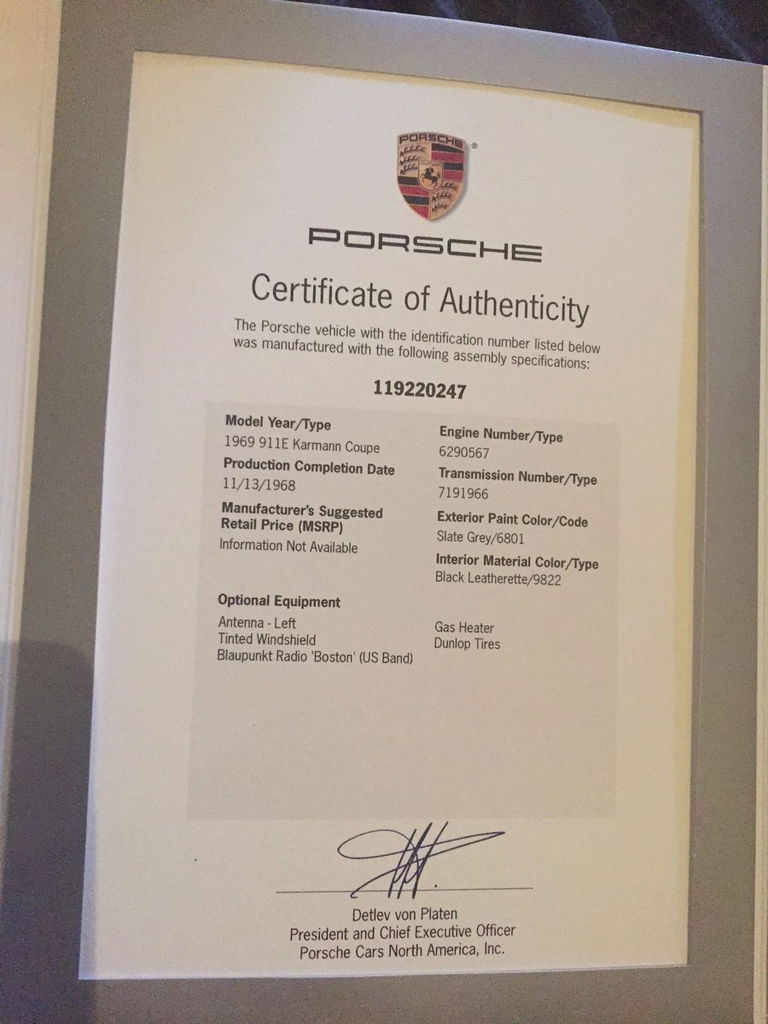 PORSCHE
PORSCHE
Certificate of Authenticity
The Porsche vehicle with the identification number listed below
was manufactured with the following assembly specifications:
119220247
Model Year/Type
1969 911E Karmann Coupe
Production Completion Date
11/13/1968
Manufacturer's Suggested
Retail Price (MSRP)
Information Not Available
Engine Number/Type
6290567
Transmission Number/Type
7191966
Exterior Paint Color/Code
Slate Grey/6801
Interior Material Color/Type
Black Leatherette/9822
Optional Equipment
Antenna - Left
Tinted Windshield
Blaupunkt Radio 'Boston' (US Band)
Gas Heater
Dunlop Tires
Detlev von Platen
President and Chief Executive Officer
Porsche Cars North America, Inc.